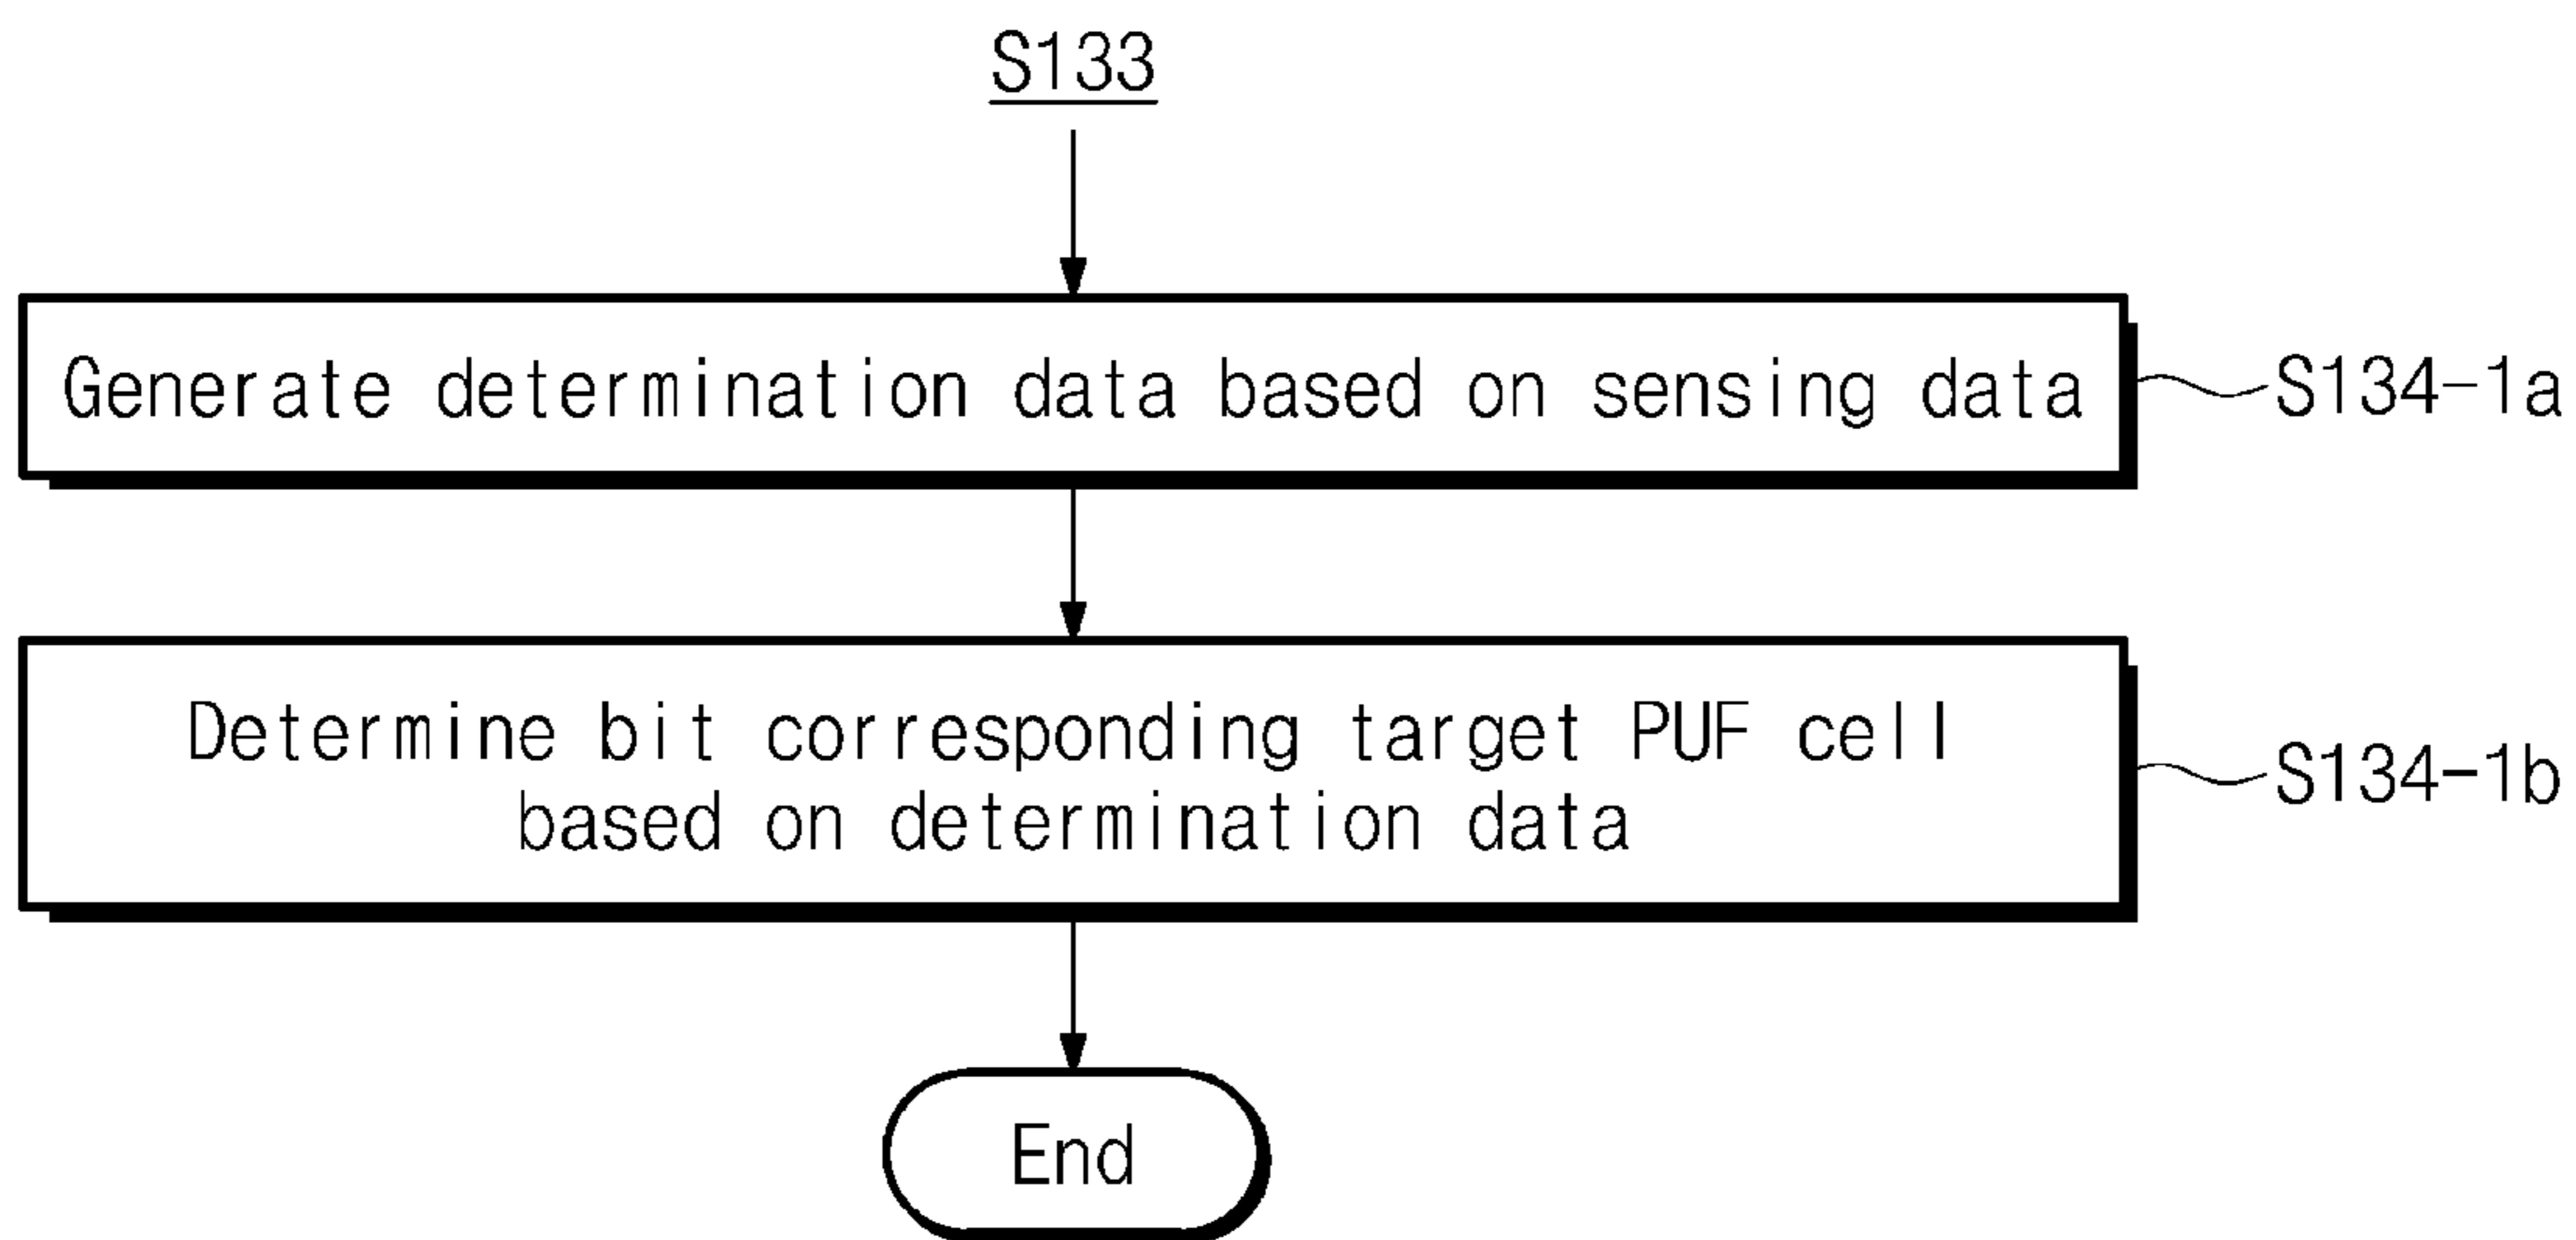 S133
Generate determination data based on sensing data
S134-1a
Determine bit corresponding target PUF cell
based on determination data
S134-1b
End